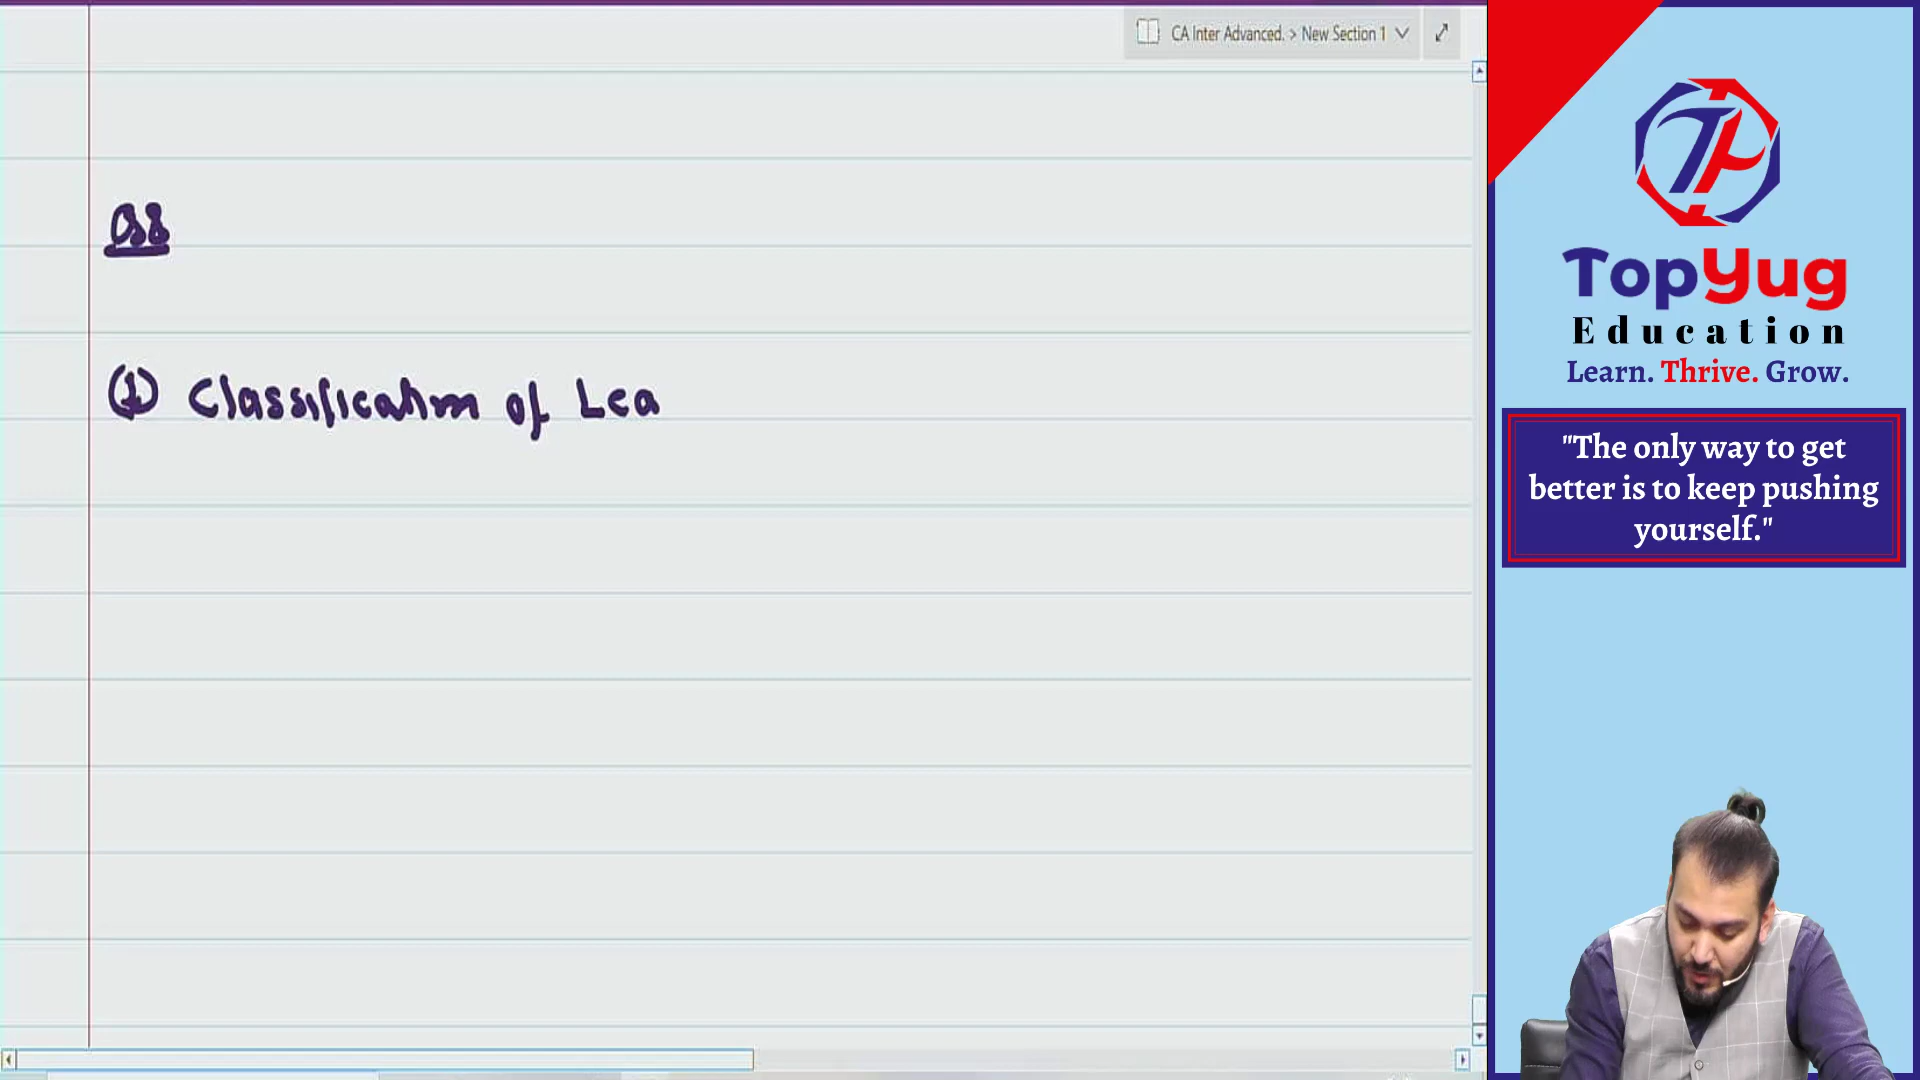 CA Inter Advanced. > New Section 1
Q38
(1) Classification of Lea
TopYug
Education
Learn. Thrive. Grow.
"The only way to get
better is to keep pushing
yourself."